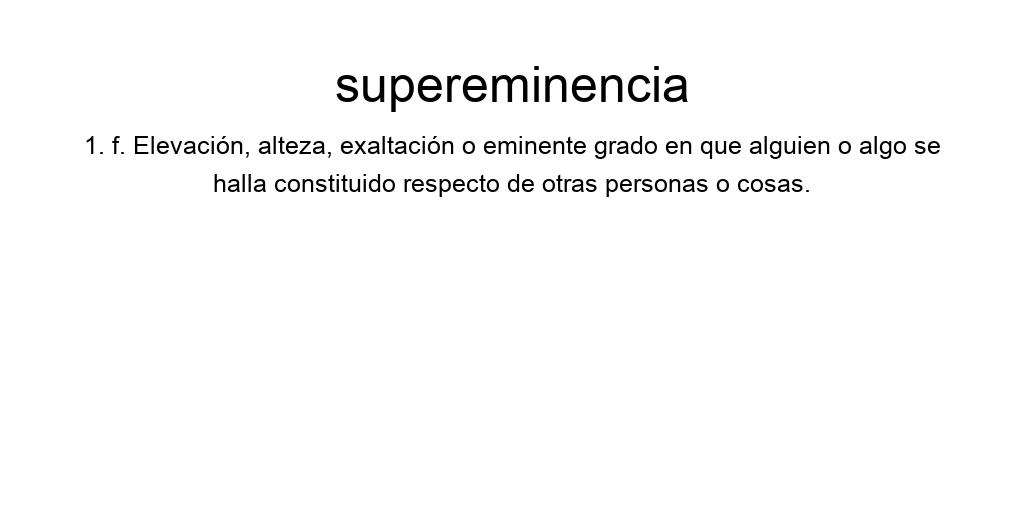 supereminencia
1. f. Elevación, alteza, exaltación o eminente grado en que alguien o algo se
halla constituido respecto de otras personas o cosas.